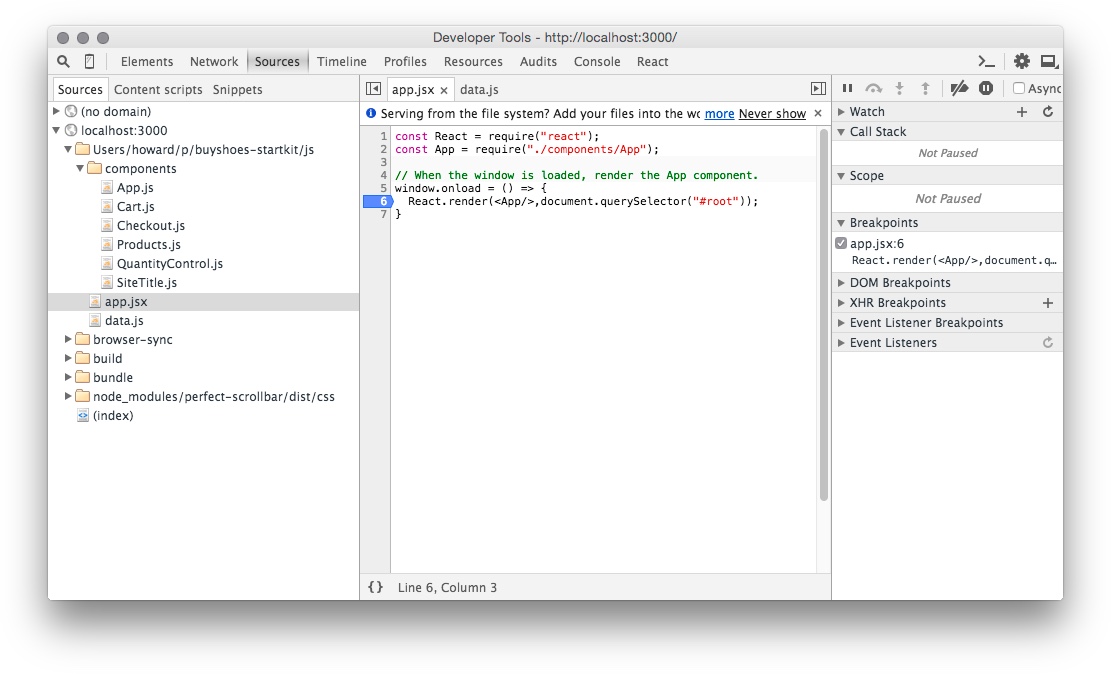 Developer Tools - http://localhost:3000/
Elements Network Sources Timeline Profiles Resources Audits Console React
Sources Content scripts Snippets
(no domain)
localhost:3000
Users/howard/p/buyshoes-startkit/js
components
App.js
Cart.js
Checkout.js
Products.js
QuantityControl.js
SiteTitle.js
app.jsx
data.js
browser-sync
build
bundle
node_modules/perfect-scrollbar/dist/css
(index)
app.jsx × data.js
Serving from the file system? Add your files into the wc more Never show ×
1 const React = require("react");
2 const App = require("./components/App");
3
4 // When the window is loaded, render the App component.
5 window.onload = () => {
6 React.render(<App/>,document.querySelector("#root"));
7 }
{} Line 6, Column 3
Async
Watch
Call Stack
Not Paused
Scope
Not Paused
Breakpoints
app.jsx:6
React.render(<App/>,document.q…
DOM Breakpoints
XHR Breakpoints
Event Listener Breakpoints
Event Listeners